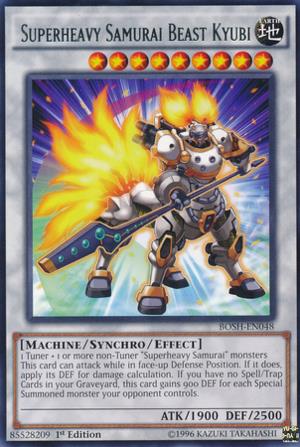 SUPERHEAVY SAMURAI BEAST KYUBI
EARTH
地
BOSH-EN048
[MACHINE/SYNCHRO/EFFECT]
1 Tuner + 1 or more non-Tuner "Superheavy Samurai" monsters
This card can attack while in face-up Defense Position. If it does,
apply its DEF for damage calculation. If you have no Spell/Trap
Cards in your Graveyard, this card gains 900 DEF for each Special
Summoned monster your opponent controls.
ATK/1900 DEF/2500
85528209 1st Edition ©1996 KAZUKI TAKAHASHI